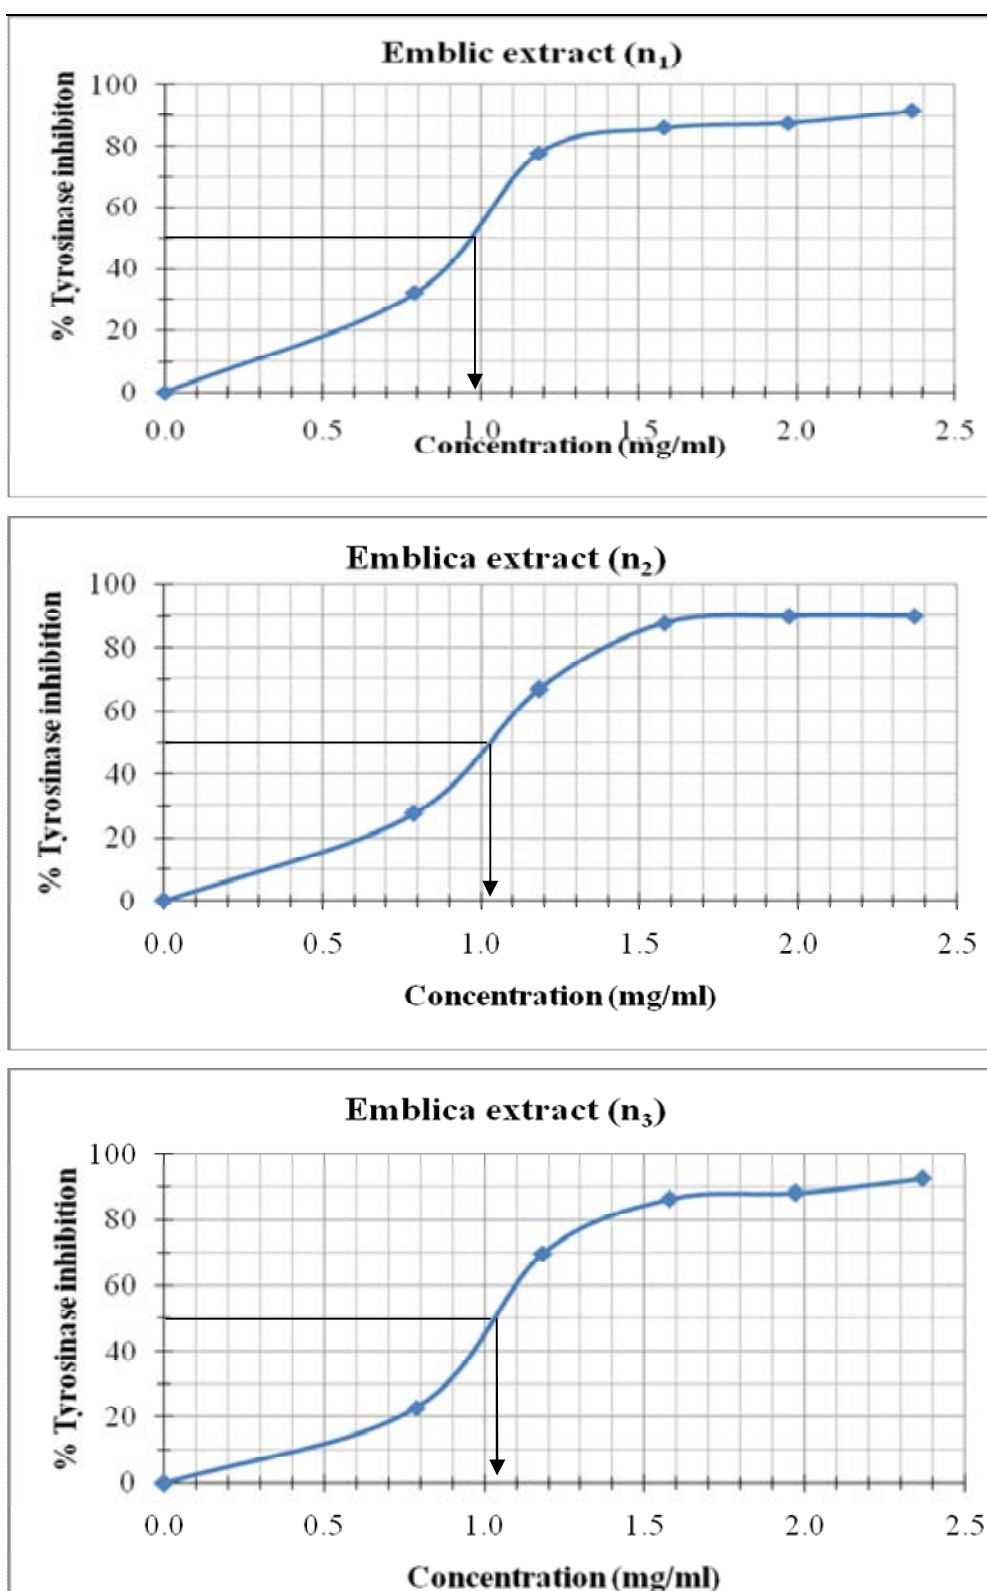 Emblic extract (n₁)
% Tyrosinase inhibiton
100
80
60
40
20
0
0.0 0.5 1.0 1.5 2.0 2.5
Concentration (mg/ml)
Emblica extract (n₂)
% Tyrosinase inhibition
100
80
60
40
20
0
0.0 0.5 1.0 1.5 2.0 2.5
Concentration (mg/ml)
Emblica extract (n₃)
% Tyrosinase inhibition
100
80
60
40
20
0
0.0 0.5 1.0 1.5 2.0 2.5
Concentration (mg/ml)